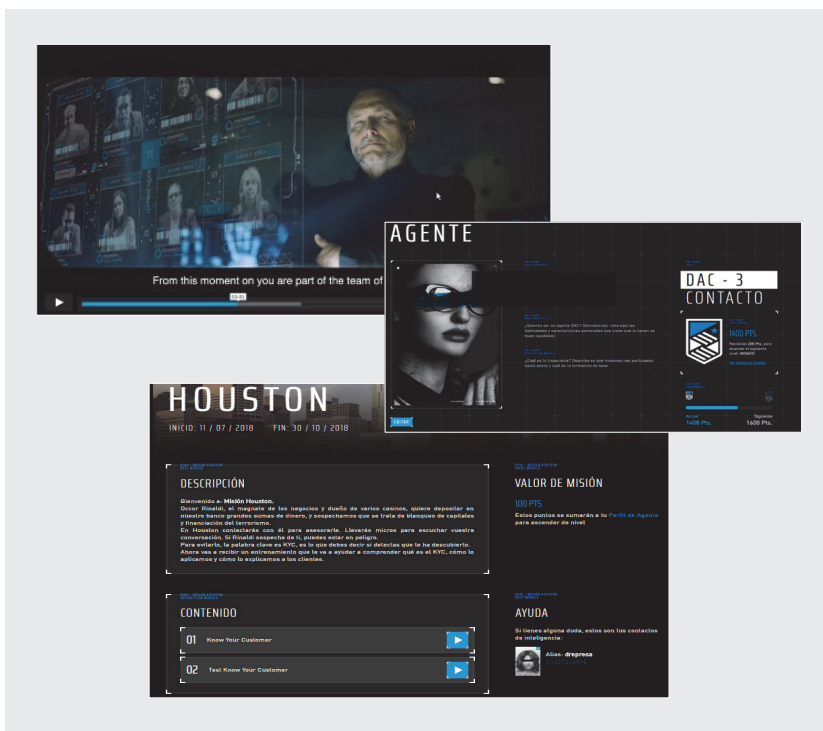 From this moment on you are part of the team of
AGENTE
¿Quieres ser un agente DAC? Demuéstralo, lista aquí las
habilidades y características personales que crees que te hacen un
buen candidato
¿Cuál es tu trayectoria? Describe en qué misiones has participado
hasta ahora y cuál es tu formación de base
EDITAR
DAC - 3
CONTACTO
1400 PTS.
Necesitas 200 Pts. para
alcanzar el siguiente
nivel:
Actual
1400 Pts.
Siguiente
1600 Pts.
HOUSTON
INICIO: 11 / 07 / 2018 FIN: 30 / 10 / 2018
DESCRIPCIÓN
Bienvenido a: Misión Houston.
Occor Rinaldi, el magnate de los negocios y dueño de varios casinos, quiere depositar en
nuestro banco grandes sumas de dinero, y sospechamos que se trata de blanqueo de capitales
y financiación del terrorismo.
En Houston contactarás con él para asesorarle. Llevarás micros para escuchar vuestra
conversación. Si Rinaldi sospecha de ti, puedes estar en peligro.
Para evitarlo, la palabra clave es KYC, es lo que debes decir si detectas que te ha descubierto.
Ahora vas a recibir un entrenamiento que te va a ayudar a comprender qué es el KYC, cómo lo
aplicamos y cómo lo explicamos a los clientes.
VALOR DE MISIÓN
100 PTS.
Estos puntos se sumarán a tu Perfil de Agente
para ascender de nivel
CONTENIDO
01 Know Your Customer
02 Test Know Your Customer
AYUDA
Si tienes alguna duda, estos son tus contactos
de inteligencia:
Alias: drepresa